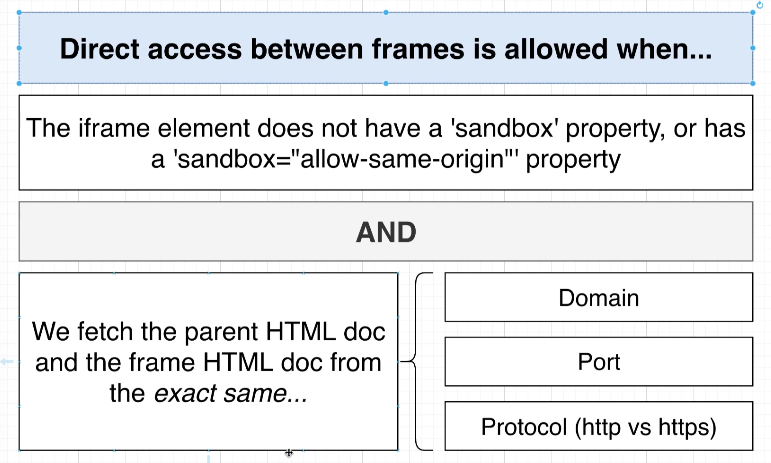 Direct access between frames is allowed when...
The iframe element does not have a 'sandbox' property, or has
a 'sandbox="allow-same-origin"' property
AND
We fetch the parent HTML doc
and the frame HTML doc from
the exact same...
Domain
Port
Protocol (http vs https)